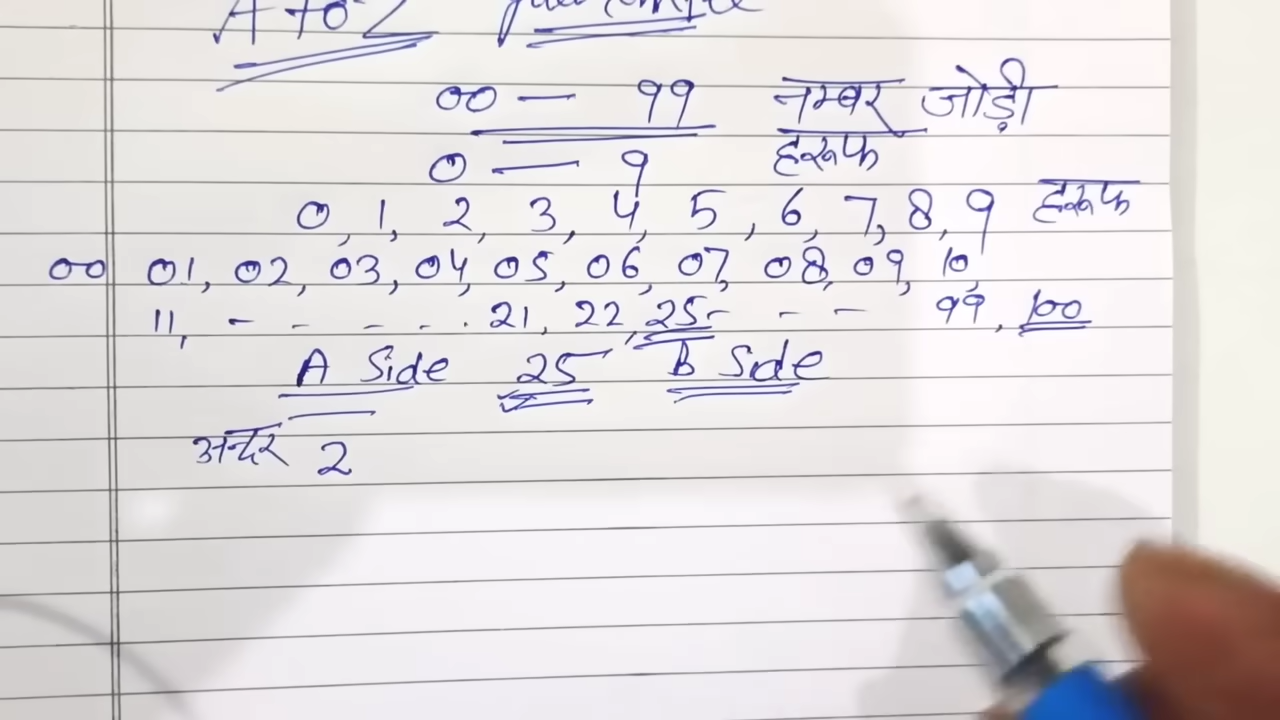 A to Z
00 — 99 नम्बर जोड़ी
0 — 9 हरूफ
0, 1, 2, 3, 4, 5, 6, 7, 8, 9 हरूफ
00 01, 02, 03, 04, 05, 06, 07, 08, 09, 10,
11, - - - . . 21, 22, 25- - - 99, 100
A Side 25 B Side
अन्दर 2